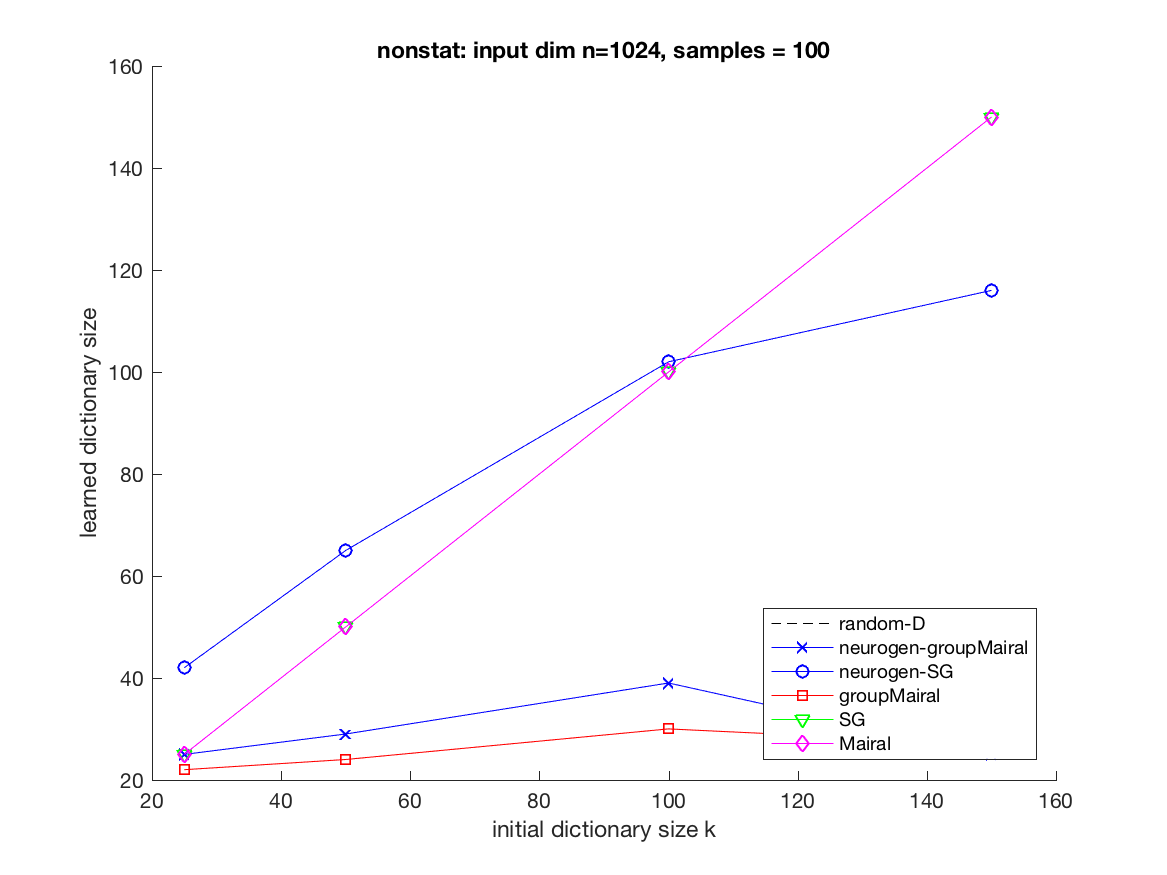 nonstat: input dim n=1024, samples = 100
160
140
120
100
80
60
40
20
learned dictionary size
random-D
neurogen-groupMairal
neurogen-SG
groupMairal
SG
Mairal
20 40 60 80 100 120 140 160
initial dictionary size k